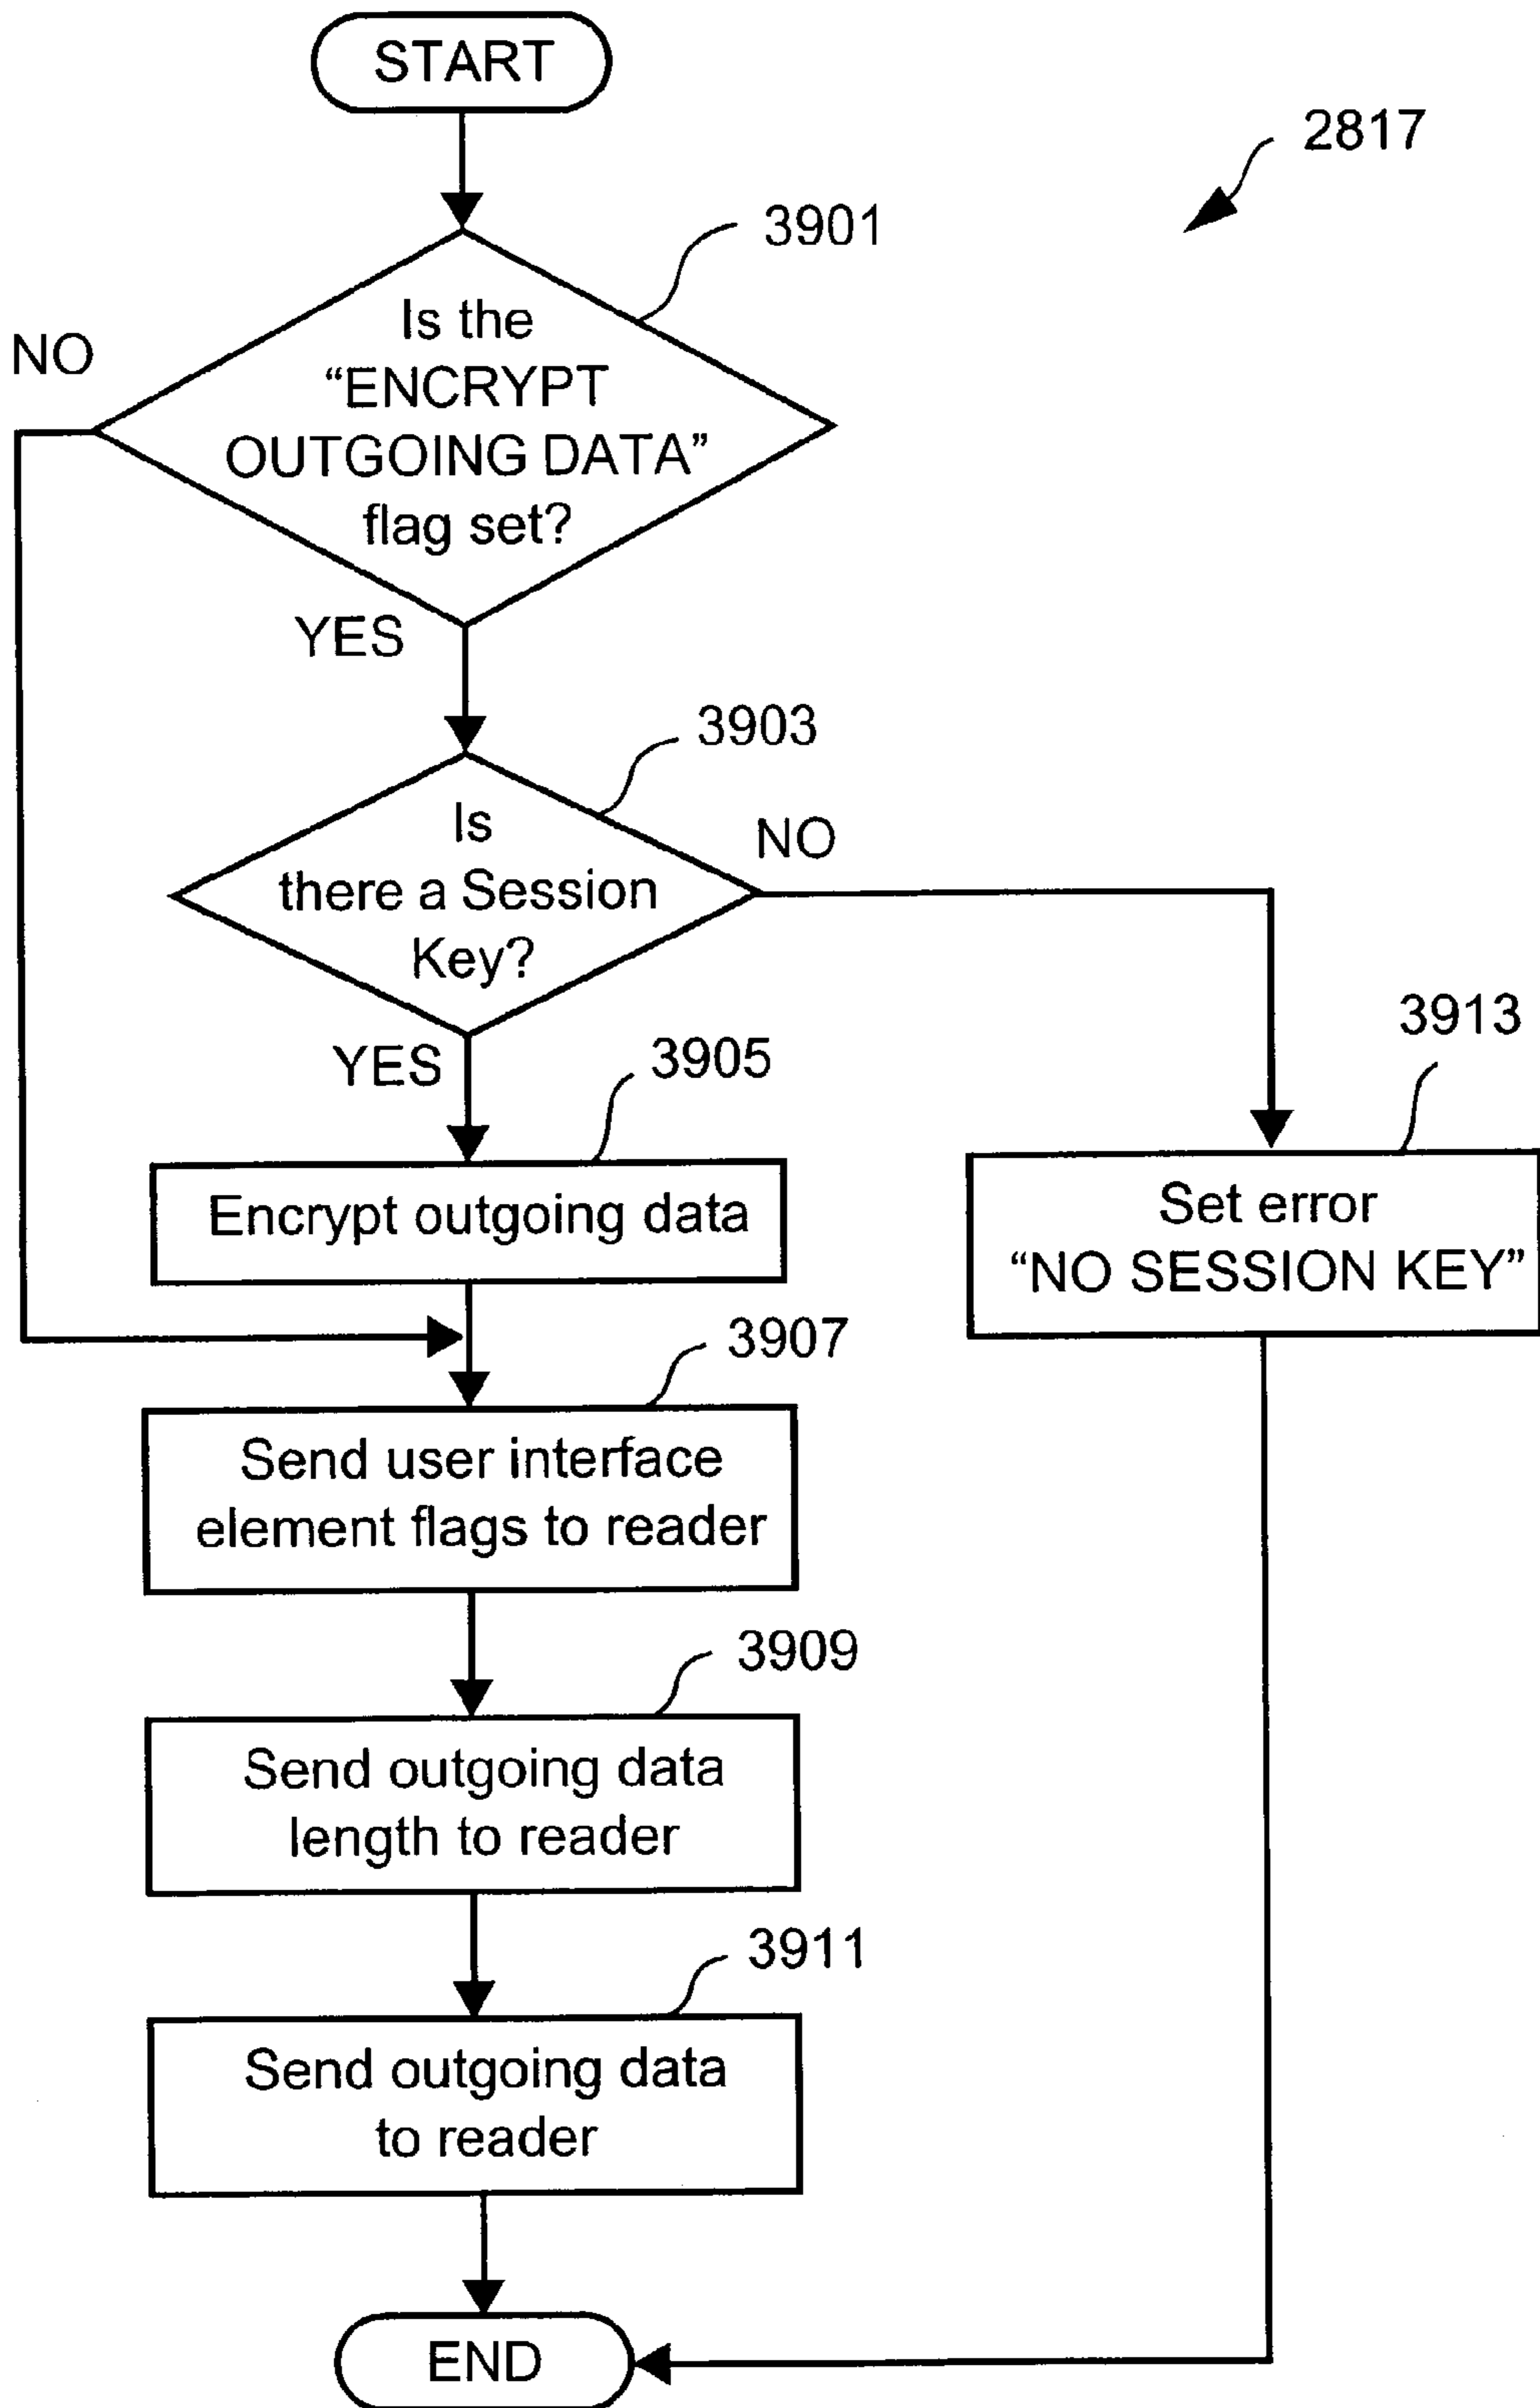 START
2817
3901
Is the
“ENCRYPT
OUTGOING DATA”
flag set?
NO
YES
3903
Is
there a Session
Key?
NO
YES
3905
Encrypt outgoing data
3913
Set error
“NO SESSION KEY”
3907
Send user interface
element flags to reader
3909
Send outgoing data
length to reader
3911
Send outgoing data
to reader
END